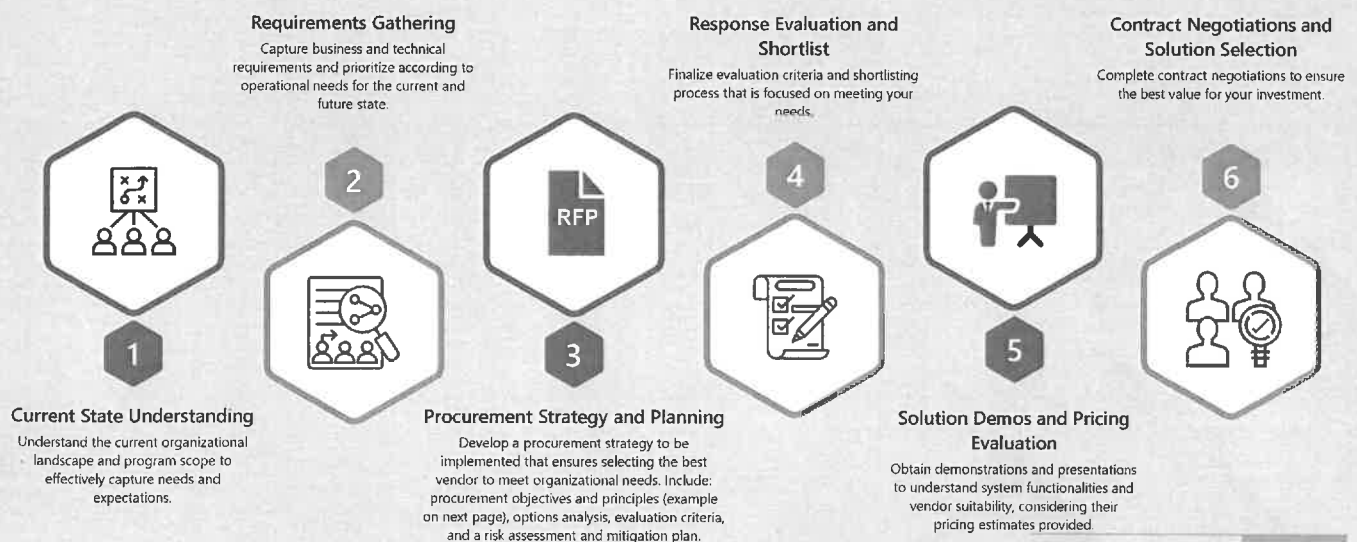 Requirements Gathering
Capture business and technical
requirements and prioritize according to
operational needs for the current and
future state.
Response Evaluation and
Shortlist
Finalize evaluation criteria and shortlisting
process that is focused on meeting your
needs.
Contract Negotiations and
Solution Selection
Complete contract negotiations to ensure
the best value for your investment.
2
RFP
4
6
1
3
5
Current State Understanding
Understand the current organizational
landscape and program scope to
effectively capture needs and
expectations.
Procurement Strategy and Planning
Develop a procurement strategy to be
implemented that ensures selecting the best
vendor to meet organizational needs. Include:
procurement objectives and principles (example
on next page), options analysis, evaluation criteria,
and a risk assessment and mitigation plan.
Solution Demos and Pricing
Evaluation
Obtain demonstrations and presentations
to understand system functionalities and
vendor suitability, considering their
pricing estimates provided.